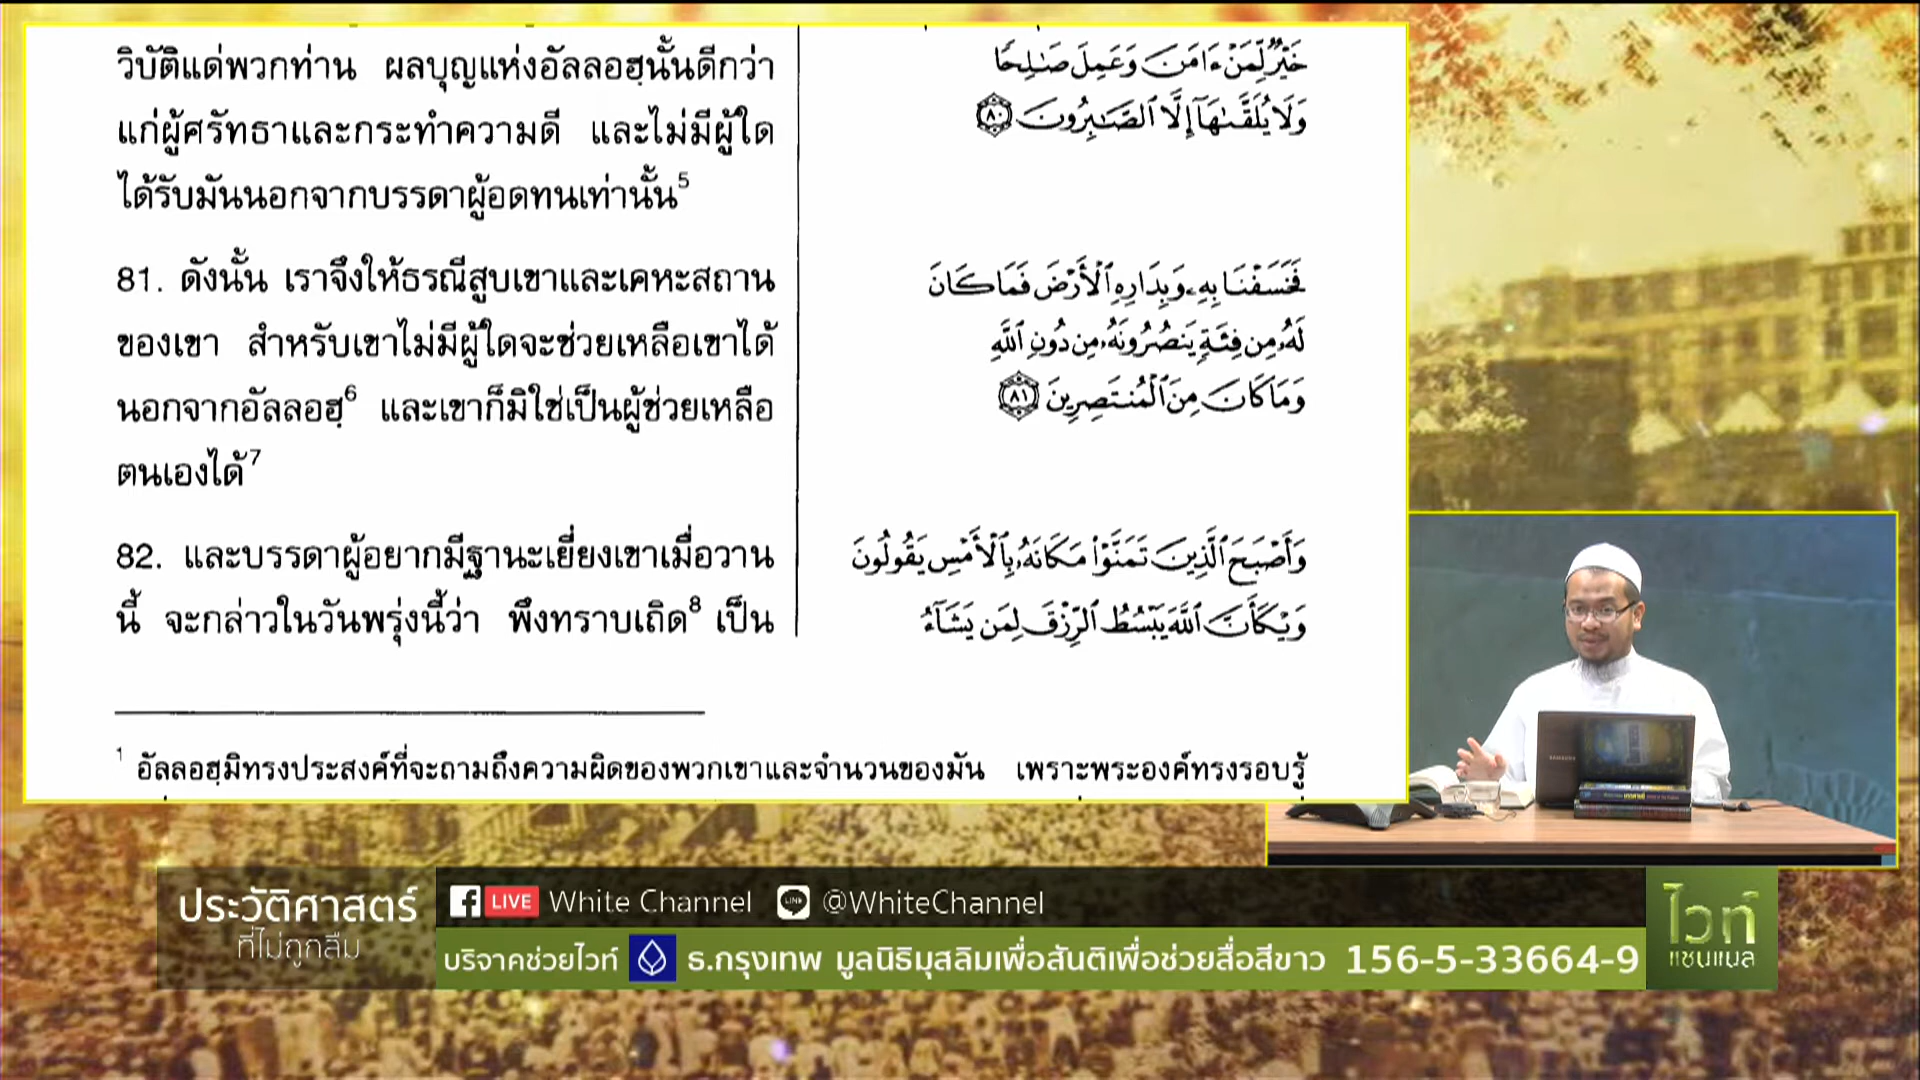 วิบัติแด่พวกท่าน ผลบุญแห่งอัลลอฮฺนั้นดีกว่า
แก่ผู้ศรัทธาและกระทำความดี และไม่มีผู้ใด
ได้รับมันนอกจากบรรดาผู้อดทนเท่านั้น5
81. ดังนั้น เราจึงให้ธรณีสูบเขาและเคหะสถาน
ของเขา สำหรับเขาไม่มีผู้ใดจะช่วยเหลือเขาได้
นอกจากอัลลอฮฺ6 และเขาก็มิใช่เป็นผู้ช่วยเหลือ
ตนเองได้7
82. และบรรดาผู้อยากมีฐานะเยี่ยงเขาเมื่อวาน
นี้ จะกล่าวในวันพรุ่งนี้ว่า พึงทราบเถิด8 เป็น
خَيْرٌ لِّمَنْ ءَامَنَ وَعَمِلَ صَٰلِحًا
وَلَا يُلَقَّىٰهَآ إِلَّا ٱلصَّٰبِرُونَ ٨٠
فَخَسَفْنَا بِهِۦ وَبِدَارِهِ ٱلْأَرْضَ فَمَا كَانَ
لَهُۥ مِن فِئَةٍ يَنصُرُونَهُۥ مِن دُونِ ٱللَّهِ
وَمَا كَانَ مِنَ ٱلْمُنتَصِرِينَ ٨١
وَأَصْبَحَ ٱلَّذِينَ تَمَنَّوْا۟ مَكَانَهُۥ بِٱلْأَمْسِ يَقُولُونَ
وَيْكَأَنَّ ٱللَّهَ يَبْسُطُ ٱلرِّزْقَ لِمَن يَشَآءُ
1 อัลลอฮฺมิทรงประสงค์ที่จะถามถึงความผิดของพวกเขาและจำนวนของมัน เพราะพระองค์ทรงรอบรู้
SAMSUNG
ประวัติศาสตร์
ที่ไม่ถูกลืม
LIVE White Channel LINE @WhiteChannel
บริจาคช่วยไวท์ ธ.กรุงเทพ มูลนิธิมุสลิมเพื่อสันติเพื่อช่วยสื่อสีขาว 156-5-33664-9
ไวท์
แชนแนล